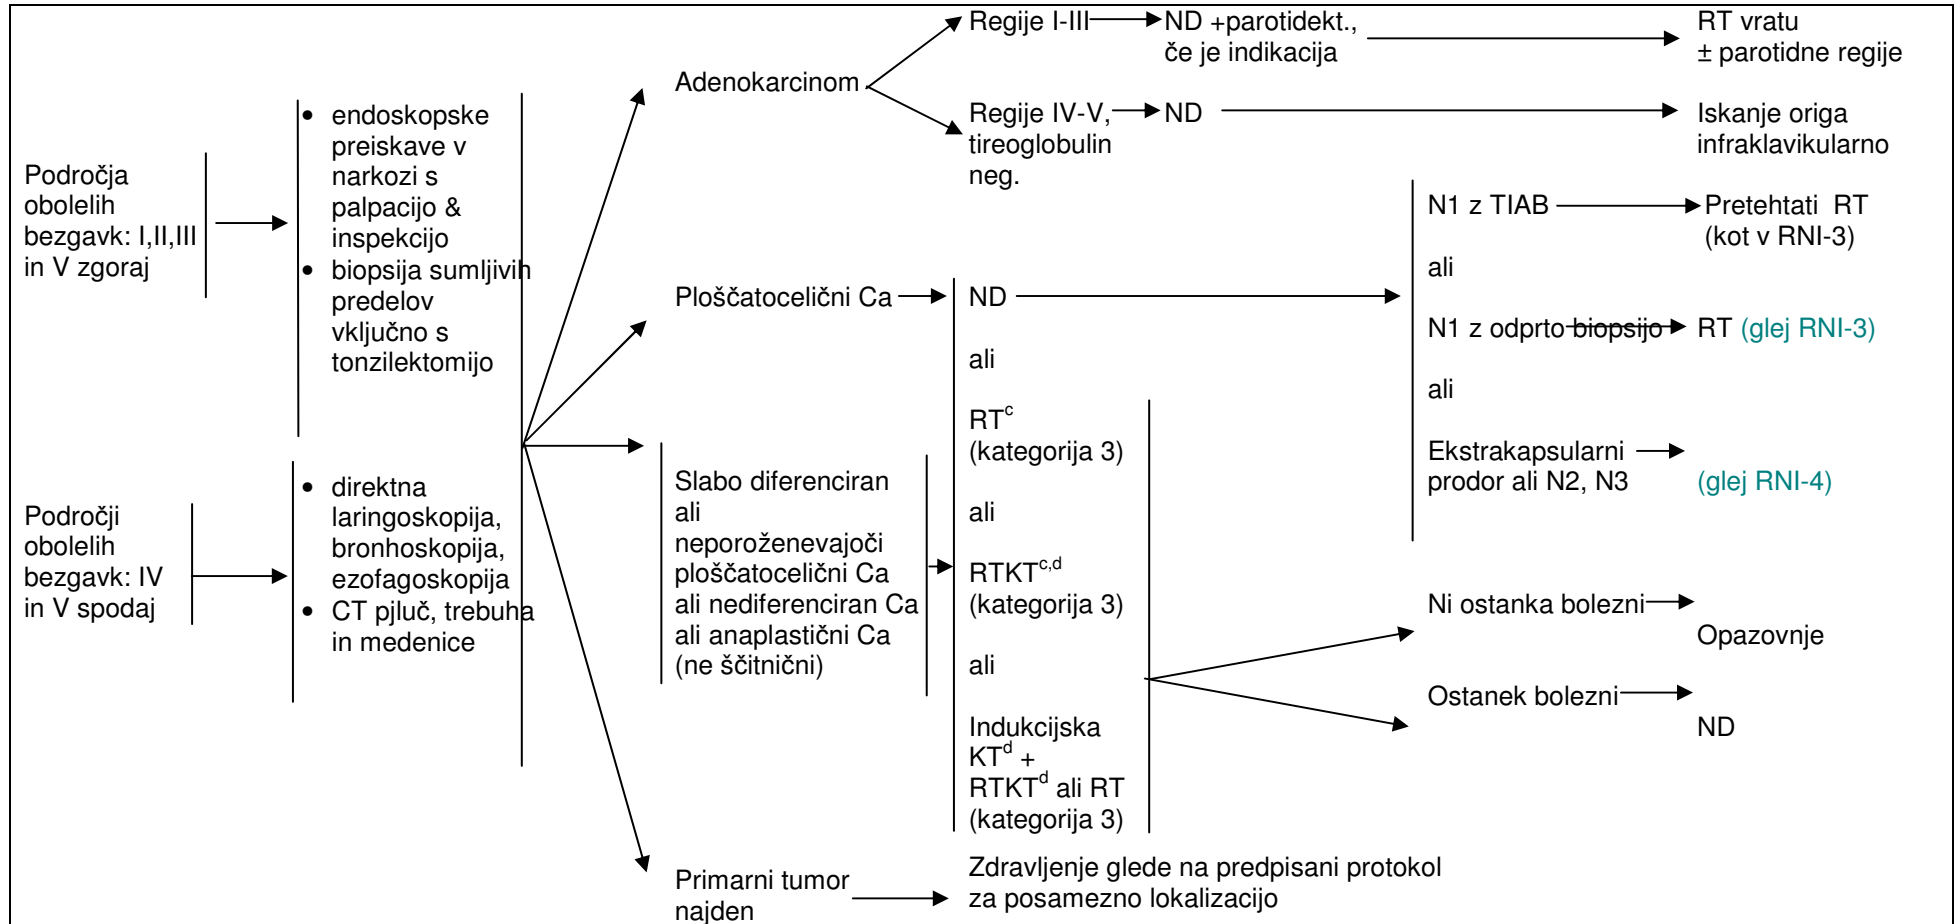 Področja
obolelih
bezgavk: I,II,III
in V zgoraj
• endoskopske
preiskave v
narkozi s
palpacijo &
inspekcijo
• biopsija sumljivih
predelov
vključno s
tonzilektomijo
Področji
obolelih
bezgavk: IV
in V spodaj
• direktna
laringoskopija,
bronhoskopija,
ezofagoskopija
• CT pjluč, trebuha
in medenice
Adenokarcinom
Regije I-III
ND +parotidekt.,
če je indikacija
RT vratu
± parotidne regije
Regije IV-V,
tireoglobulin
neg.
ND
Iskanje origa
infraklavikularno
Ploščatocelični Ca
Slabo diferenciran
ali
neporoženevajoči
ploščatocelični Ca
ali nediferenciran Ca
ali anaplastični Ca
(ne ščitnični)
ND
ali
RTᶜ
(kategorija 3)
ali
RTKTᶜ,ᵈ
(kategorija 3)
ali
Indukcijska
KTᵈ +
RTKTᵈ ali RT
(kategorija 3)
N1 z TIAB
Pretehtati RT
(kot v RNI-3)
ali
N1 z odprto biopsijo
RT (glej RNI-3)
ali
Ekstrakapsularni
prodor ali N2, N3
(glej RNI-4)
Ni ostanka bolezni
Opazovnje
Ostanek bolezni
ND
Primarni tumor
najden
Zdravljenje glede na predpisani protokol
za posamezno lokalizacijo